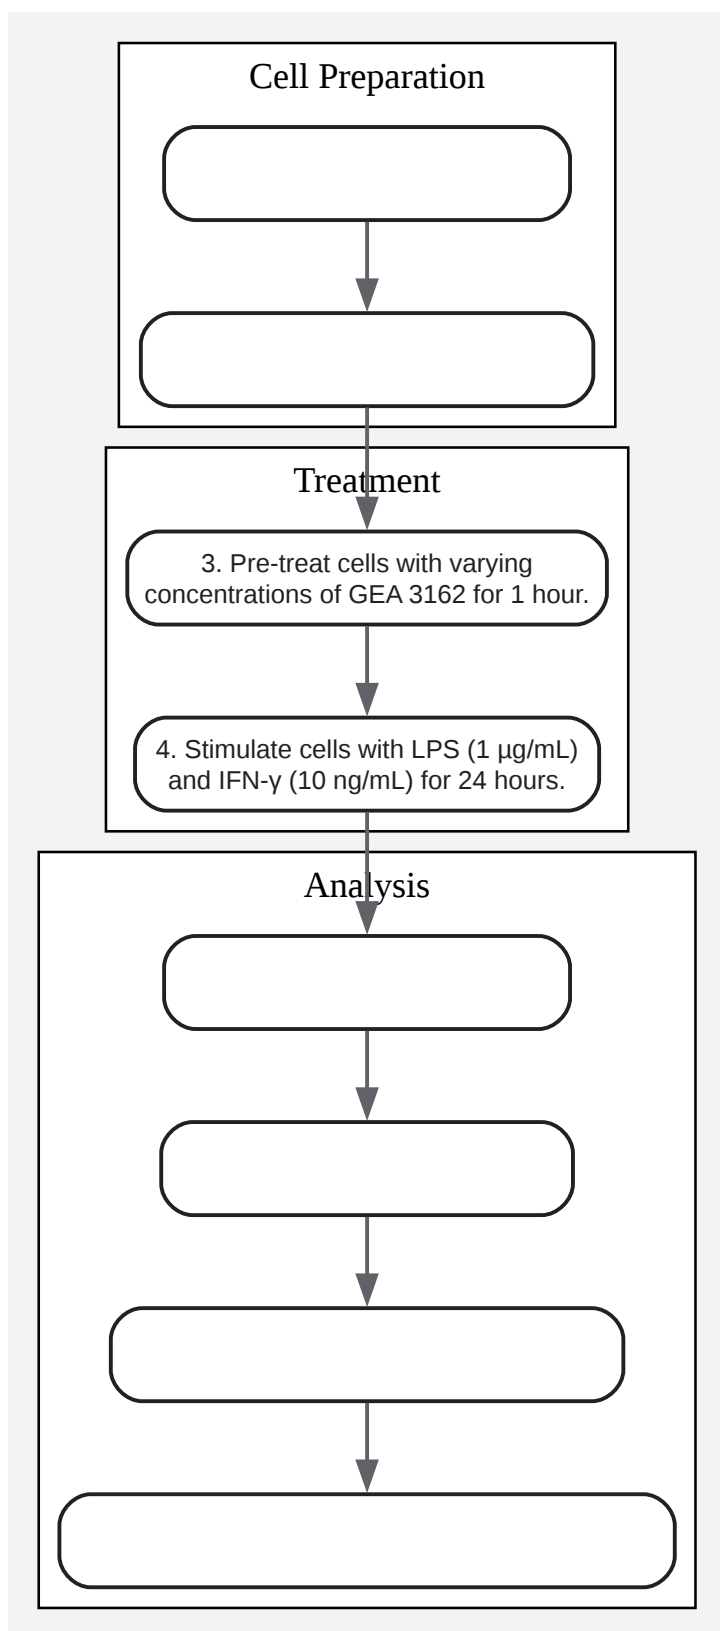 Cell Preparation
Treatment
3. Pre-treat cells with varying
concentrations of GEA 3162 for 1 hour.
4. Stimulate cells with LPS (1 µg/mL)
and IFN-γ (10 ng/mL) for 24 hours.
Analysis